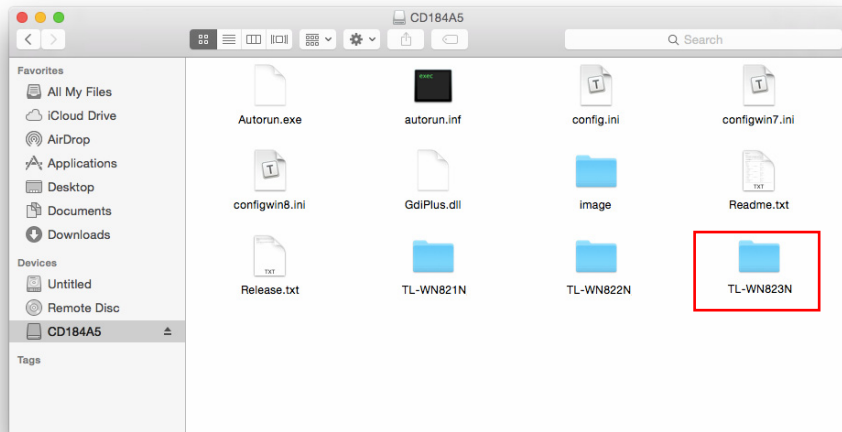 CD184A5
Search
Favorites
All My Files
iCloud Drive
AirDrop
Applications
Desktop
Documents
Downloads
Devices
Untitled
Remote Disc
CD184A5
Tags
exec
Autorun.exe
autorun.inf
config.ini
configwin7.ini
configwin8.ini
GdiPlus.dll
image
TXT
Readme.txt
TXT
Release.txt
TL-WN821N
TL-WN822N
TL-WN823N